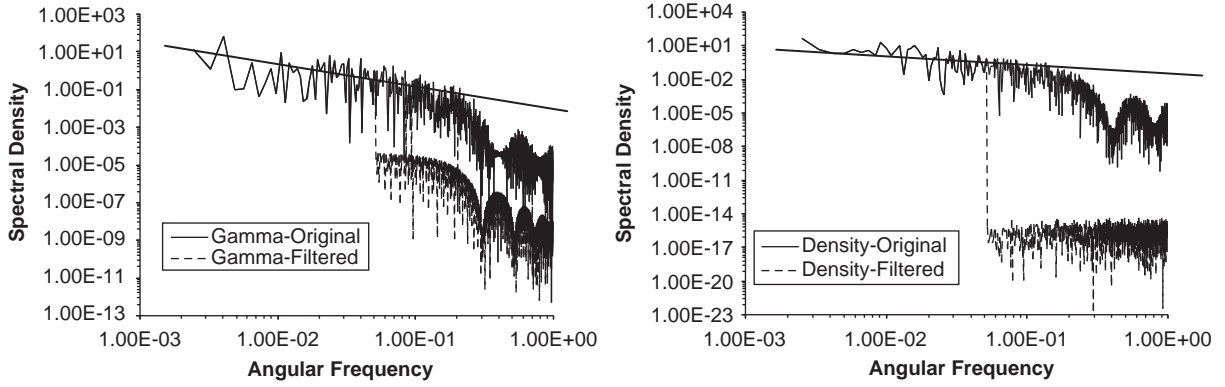 1.00E+03
1.00E+01
1.00E-01
1.00E-03
1.00E-05
1.00E-07
1.00E-09
1.00E-11
1.00E-13
Spectral Density
Gamma-Original
Gamma-Filtered
1.00E-03
1.00E-02
1.00E-01
1.00E+00
Angular Frequency
1.00E+04
1.00E+01
1.00E-02
1.00E-05
1.00E-08
1.00E-11
1.00E-14
1.00E-17
1.00E-20
1.00E-23
Spectral Density
Density-Original
Density-Filtered
1.00E-03
1.00E-02
1.00E-01
1.00E+00
Angular Frequency